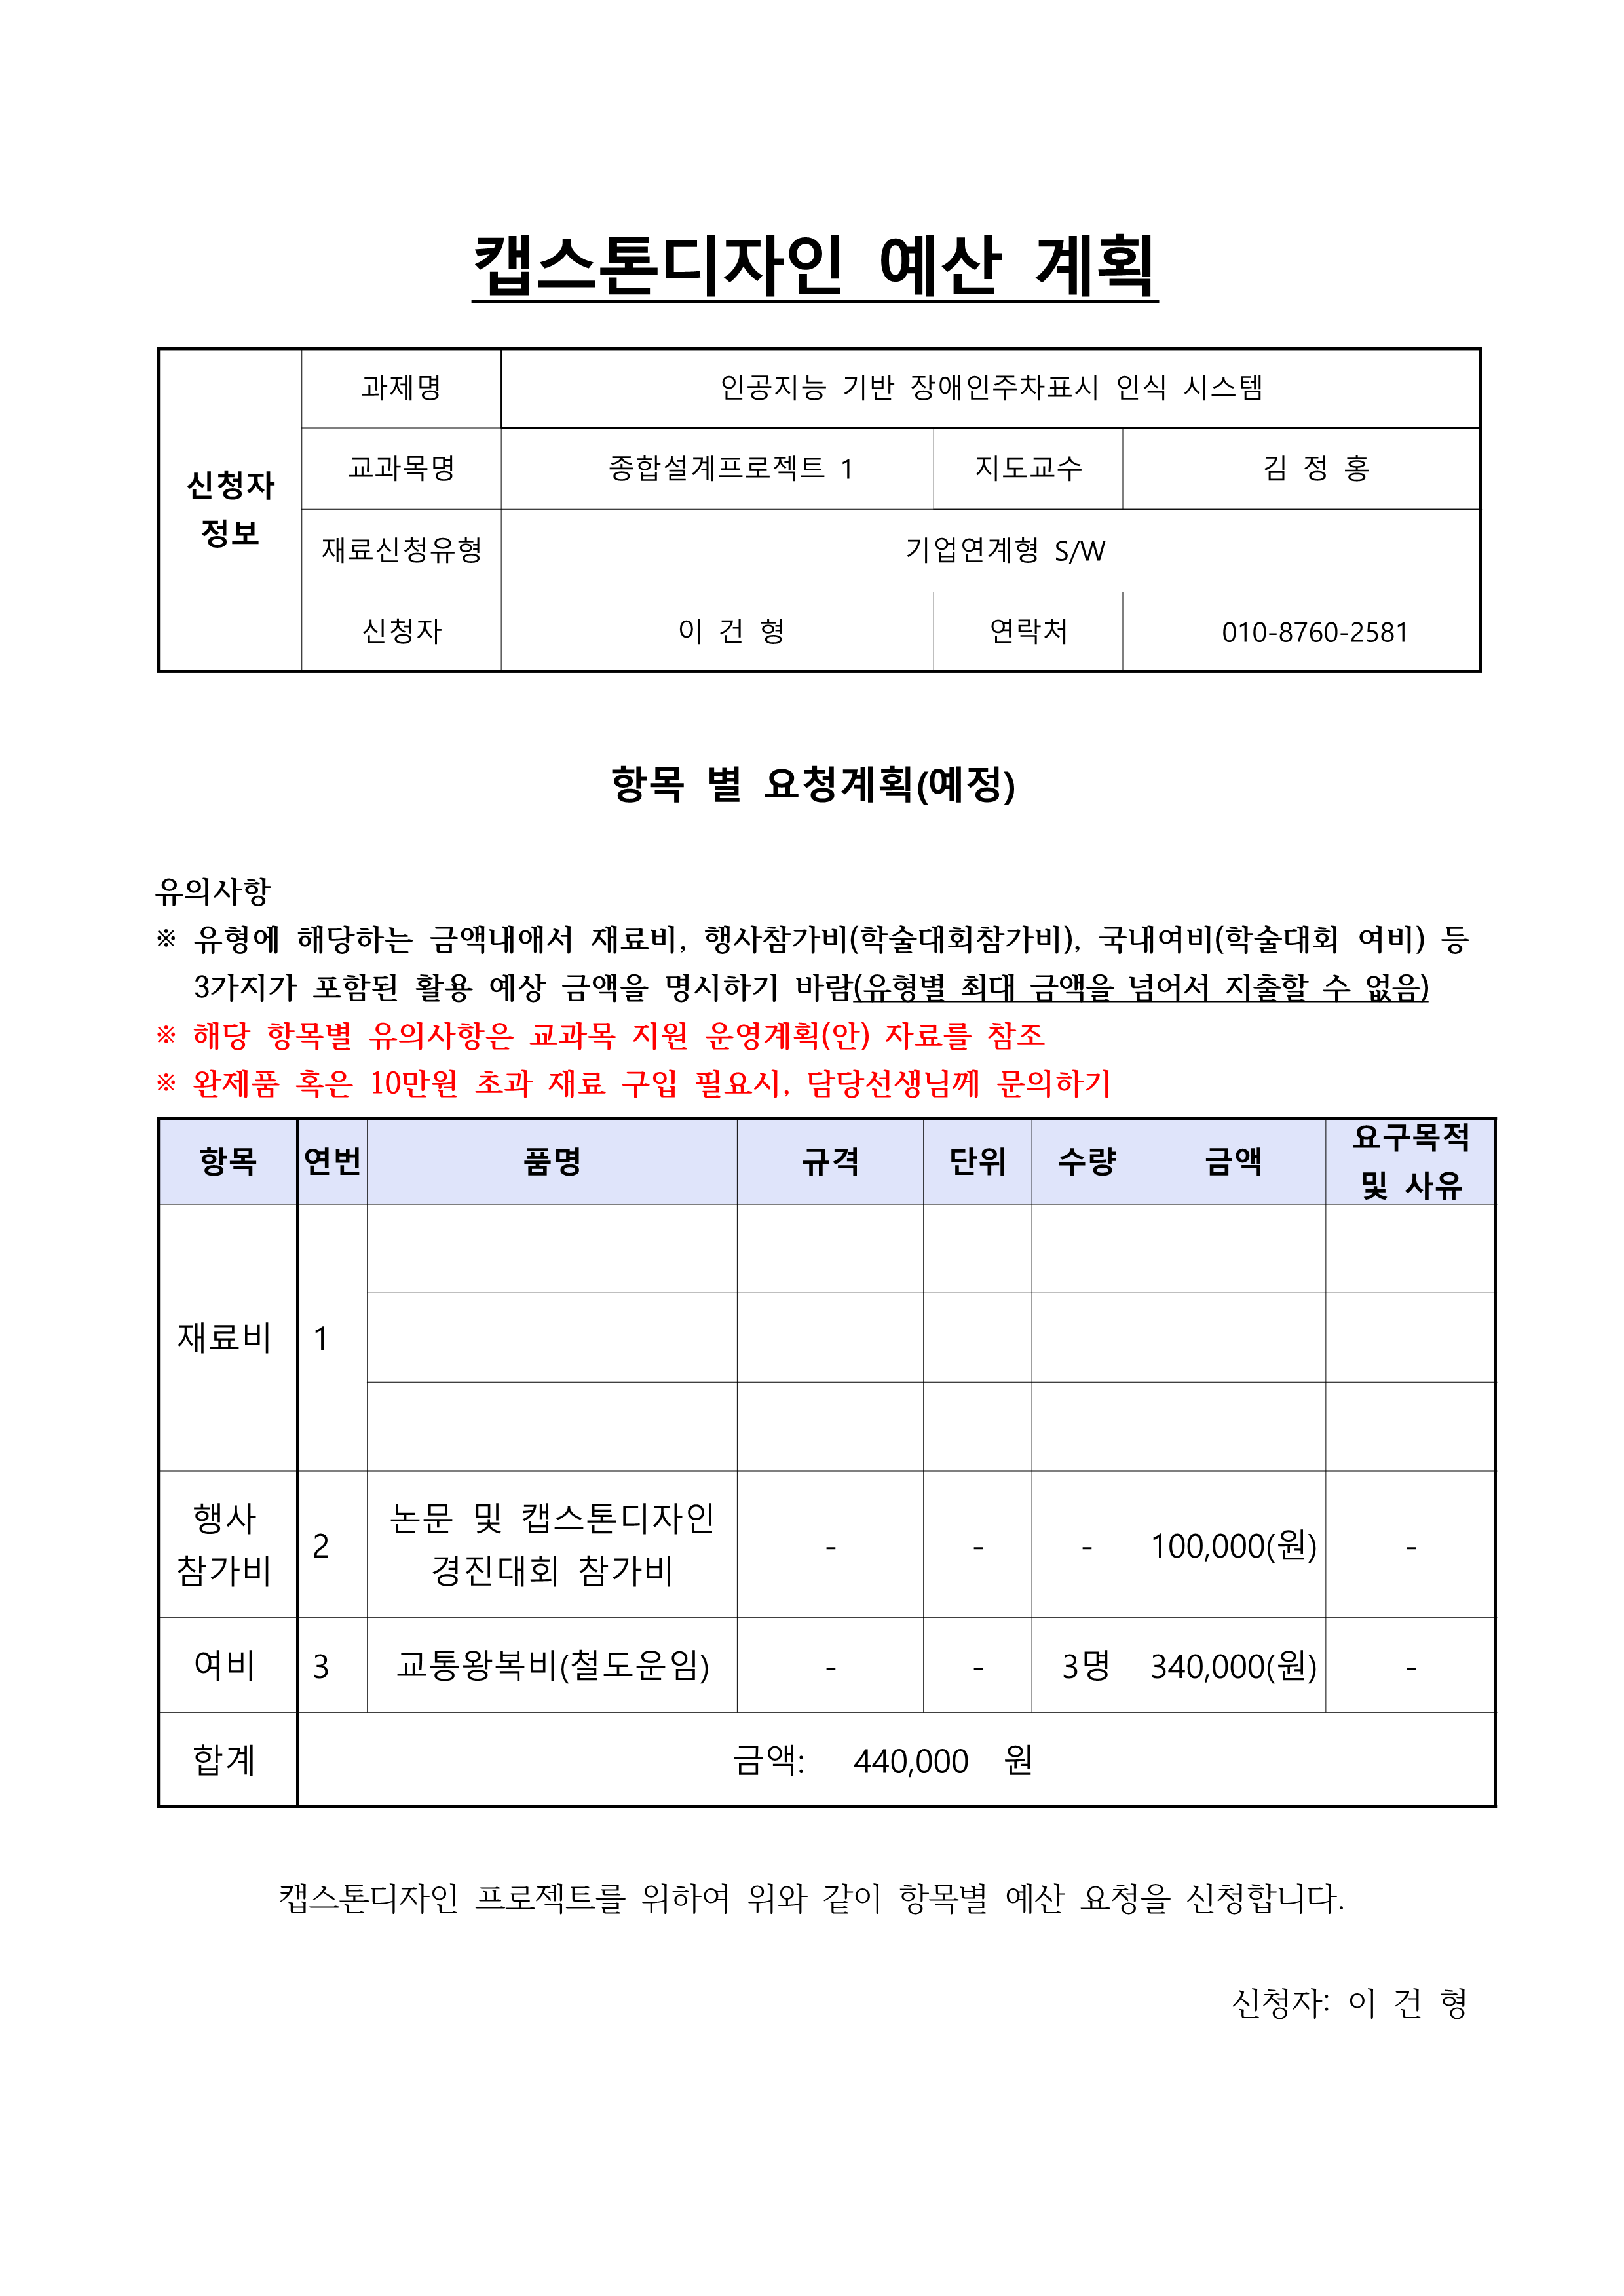 캡스톤디자인 예산 계획
신청자
정보
과제명
인공지능 기반 장애인주차표시 인식 시스템
교과목명
종합설계프로젝트 1
지도교수
김 정 홍
재료신청유형
기업연계형 S/W
신청자
이 건 형
연락처
010-8760-2581
항목 별 요청계획(예정)
유의사항
※ 유형에 해당하는 금액내에서 재료비, 행사참가비(학술대회참가비), 국내여비(학술대회 여비) 등
3가지가 포함된 활용 예상 금액을 명시하기 바람(유형별 최대 금액을 넘어서 지출할 수 없음)
※ 해당 항목별 유의사항은 교과목 지원 운영계획(안) 자료를 참조
※ 완제품 혹은 10만원 초과 재료 구입 필요시, 담당선생님께 문의하기
항목 연번 품명 규격 단위 수량 금액 요구목적
및 사유
재료비 1
행사
참가비
2
논문 및 캡스톤디자인
경진대회 참가비
- - - 100,000(원) -
여비 3 교통왕복비(철도운임) - - 3명 340,000(원) -
합계 금액: 440,000 원
캡스톤디자인 프로젝트를 위하여 위와 같이 항목별 예산 요청을 신청합니다.
신청자: 이 건 형